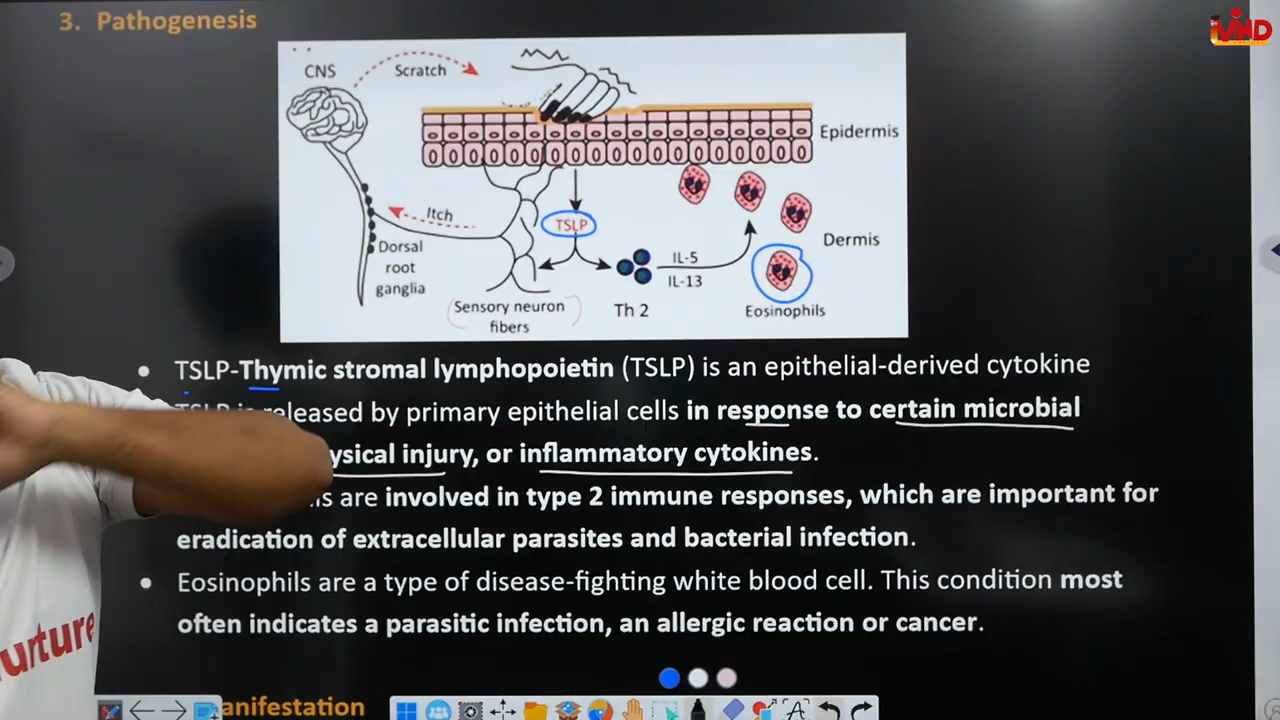 3. Pathogenesis
iVIND
CNS
Scratch
Epidermis
Itch
TSLP
Dermis
Dorsal
root
ganglia
IL-5
IL-13
Sensory neuron
fibers
Th 2
Eosinophils
• TSLP-Thymic stromal lymphopoietin (TSLP) is an epithelial-derived cytokine
TSLP is released by primary epithelial cells in response to certain microbial
ysical injury, or inflammatory cytokines.
are involved in type 2 immune responses, which are important for
eradication of extracellular parasites and bacterial infection.
• Eosinophils are a type of disease-fighting white blood cell. This condition most
often indicates a parasitic infection, an allergic reaction or cancer.
urture
anifestation